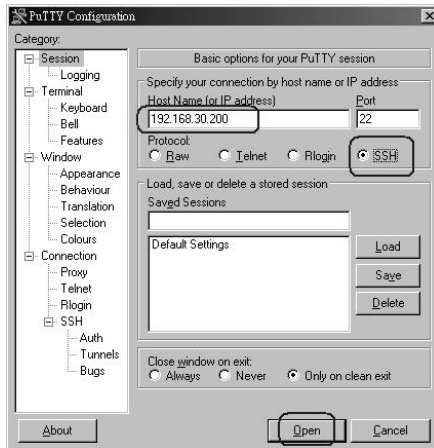 PuTTY Configuration
Category:
Session
Logging
Terminal
Keyboard
Bell
Features
Window
Appearance
Behaviour
Translation
Selection
Colours
Connection
Proxy
Telnet
Rlogin
SSH
Auth
Tunnels
Bugs
Basic options for your PuTTY session
Specify your connection by host name or IP address
Host Name (or IP address) Port
192.168.30.200 22
Protocol:
Raw Telnet Rlogin SSH
Load, save or delete a stored session
Saved Sessions
Default Settings
Load
Save
Delete
Close window on exit:
Always Never Only on clean exit
About Open Cancel